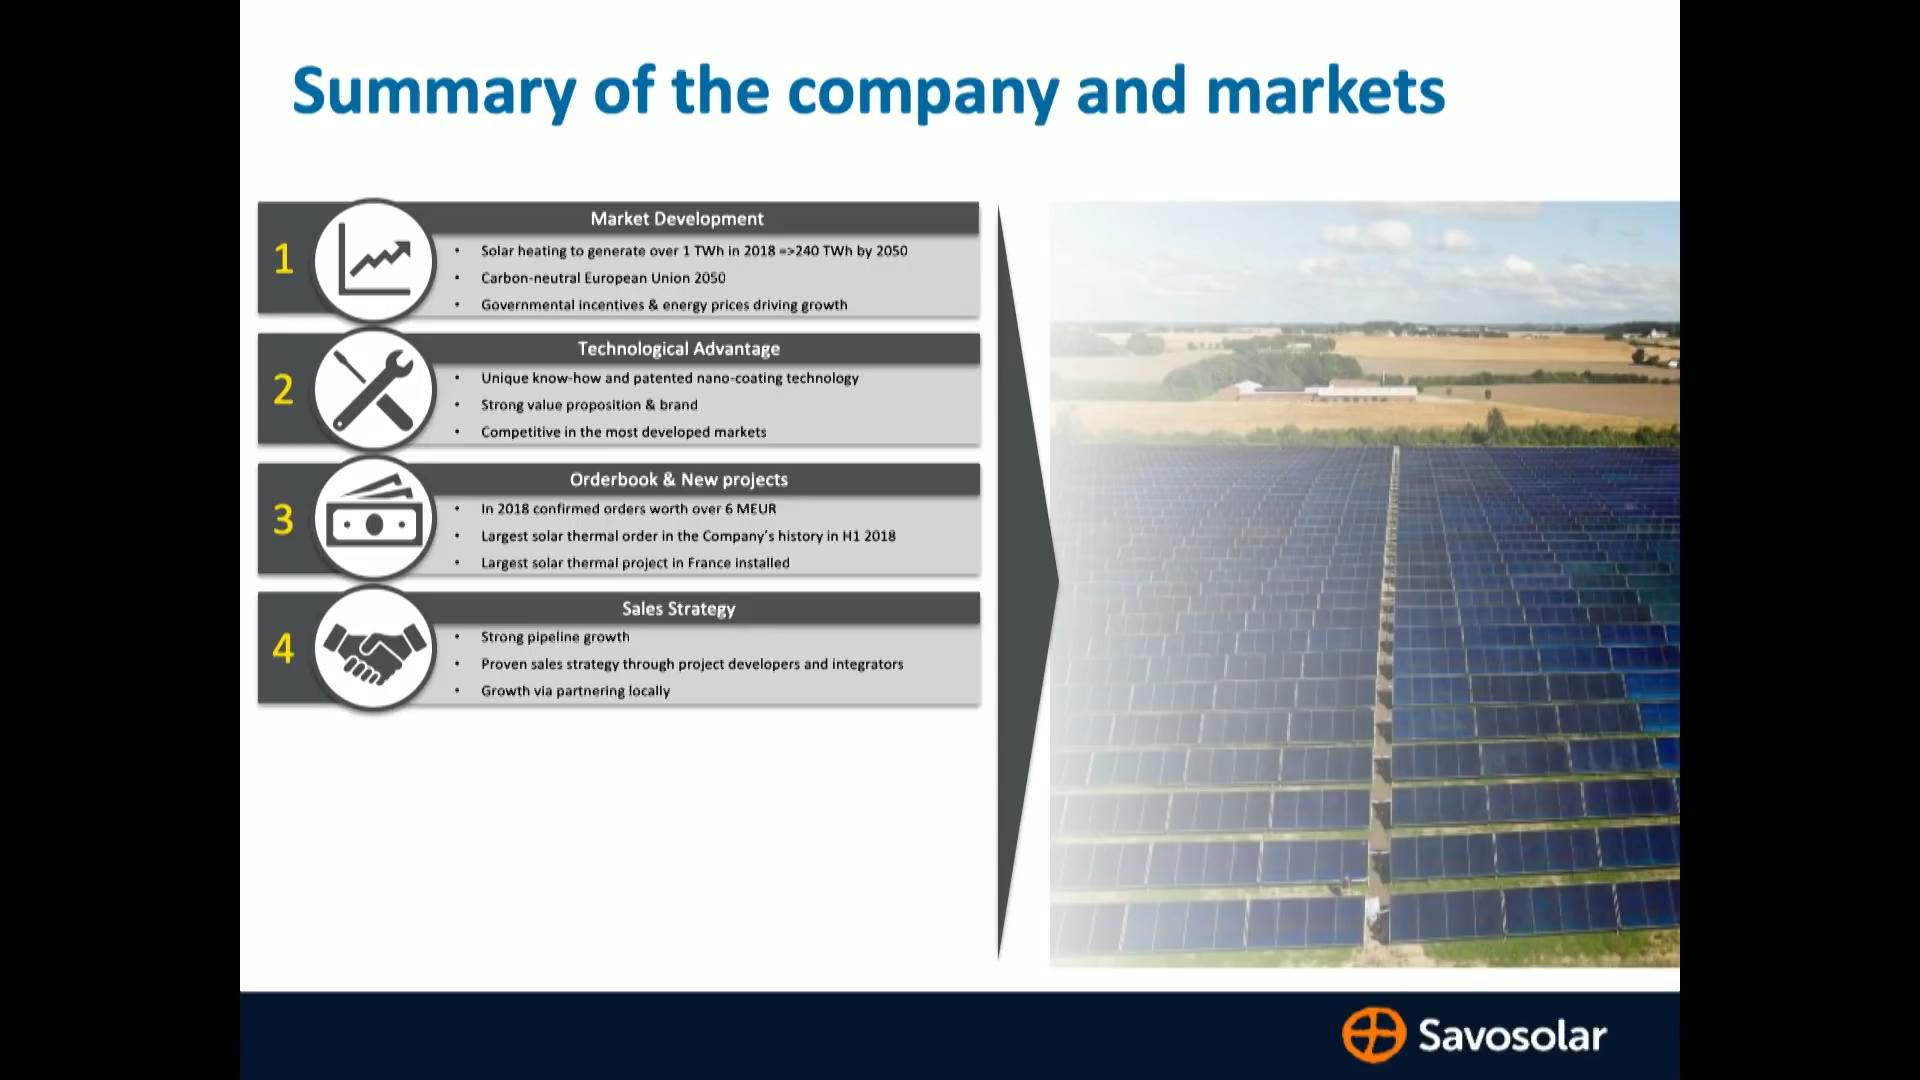 Summary of the company and markets
1
Market Development
• Solar heating to generate over 1 TWh in 2018 =>240 TWh by 2050
• Carbon-neutral European Union 2050
• Governmental incentives & energy prices driving growth
2
Technological Advantage
• Unique know-how and patented nano-coating technology
• Strong value proposition & brand
• Competitive in the most developed markets
3
Orderbook & New projects
• In 2018 confirmed orders worth over 6 MEUR
• Largest solar thermal order in the Company's history in H1 2018
• Largest solar thermal project in France installed
4
Sales Strategy
• Strong pipeline growth
• Proven sales strategy through project developers and integrators
• Growth via partnering locally
Savosolar